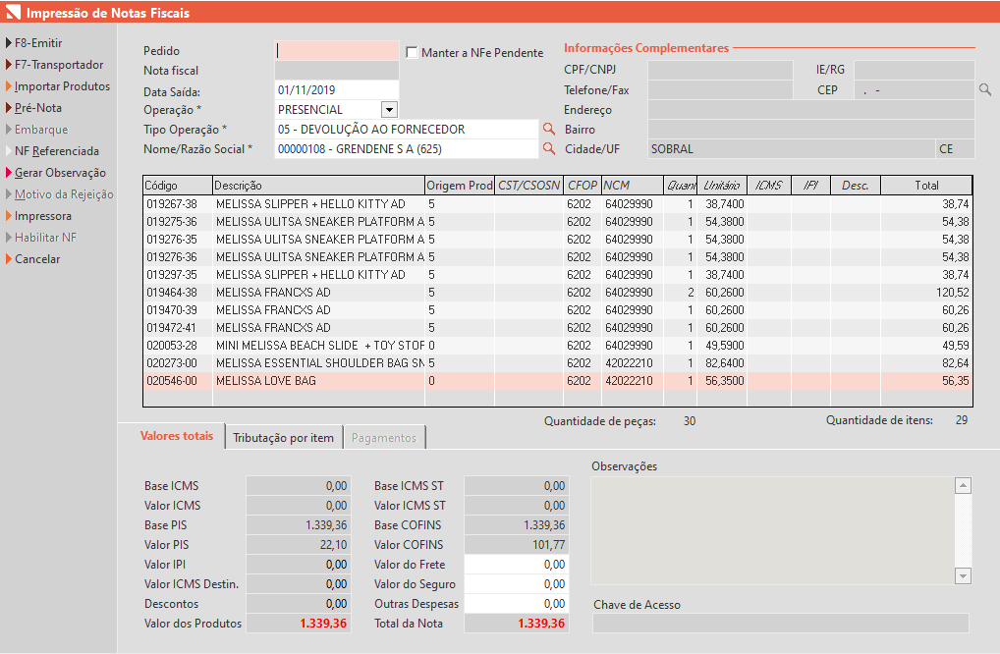 Impressão de Notas Fiscais
F8-Emitir
F7-Transportador
Importar Produtos
Pré-Nota
Embarque
NF Referenciada
Gerar Observação
Motivo da Rejeição
Impressora
Habilitar NF
Cancelar
Pedido Manter a NFe Pendente
Nota fiscal
Data Saída: 01/11/2019
Operação * PRESENCIAL
Tipo Operação * 05 - DEVOLUÇÃO AO FORNECEDOR
Nome/Razão Social * 00000108 - GRENDENE S A (625)
Informações Complementares
CPF/CNPJ IE/RG
Telefone/Fax CEP . -
Endereço
Bairro
Cidade/UF SOBRAL CE
Código Descrição Origem Prod CST/CSOSN CFOP NCM Quant Unitário ICMS IPI Desc. Total
019267-38 MELISSA SLIPPER + HELLO KITTY AD 5 6202 64029990 1 38,7400 38,74
019275-36 MELISSA ULITSA SNEAKER PLATFORM A 5 6202 64029990 1 54,3800 54,38
019276-35 MELISSA ULITSA SNEAKER PLATFORM A 5 6202 64029990 1 54,3800 54,38
019276-36 MELISSA ULITSA SNEAKER PLATFORM A 5 6202 64029990 1 54,3800 54,38
019297-35 MELISSA SLIPPER + HELLO KITTY AD 5 6202 64029990 1 38,7400 38,74
019464-38 MELISSA FRANCXS AD 5 6202 64029990 2 60,2600 120,52
019470-39 MELISSA FRANCXS AD 5 6202 64029990 1 60,2600 60,26
019472-41 MELISSA FRANCXS AD 5 6202 64029990 1 60,2600 60,26
020053-28 MINI MELISSA BEACH SLIDE + TOY STOF 0 6202 64029990 1 49,5900 49,59
020273-00 MELISSA ESSENTIAL SHOULDER BAG SN 5 6202 42022210 1 82,6400 82,64
020546-00 MELISSA LOVE BAG 0 6202 42022210 1 56,3500 56,35
Quantidade de peças: 30 Quantidade de itens: 29
Valores totais Tributação por item Pagamentos
Base ICMS 0,00 Base ICMS ST 0,00
Valor ICMS 0,00 Valor ICMS ST 0,00
Base PIS 1.339,36 Base COFINS 1.339,36
Valor PIS 22,10 Valor COFINS 101,77
Valor IPI 0,00 Valor do Frete 0,00
Valor ICMS Destin. 0,00 Valor do Seguro 0,00
Descontos 0,00 Outras Despesas 0,00
Valor dos Produtos 1.339,36 Total da Nota 1.339,36
Observações
Chave de Acesso